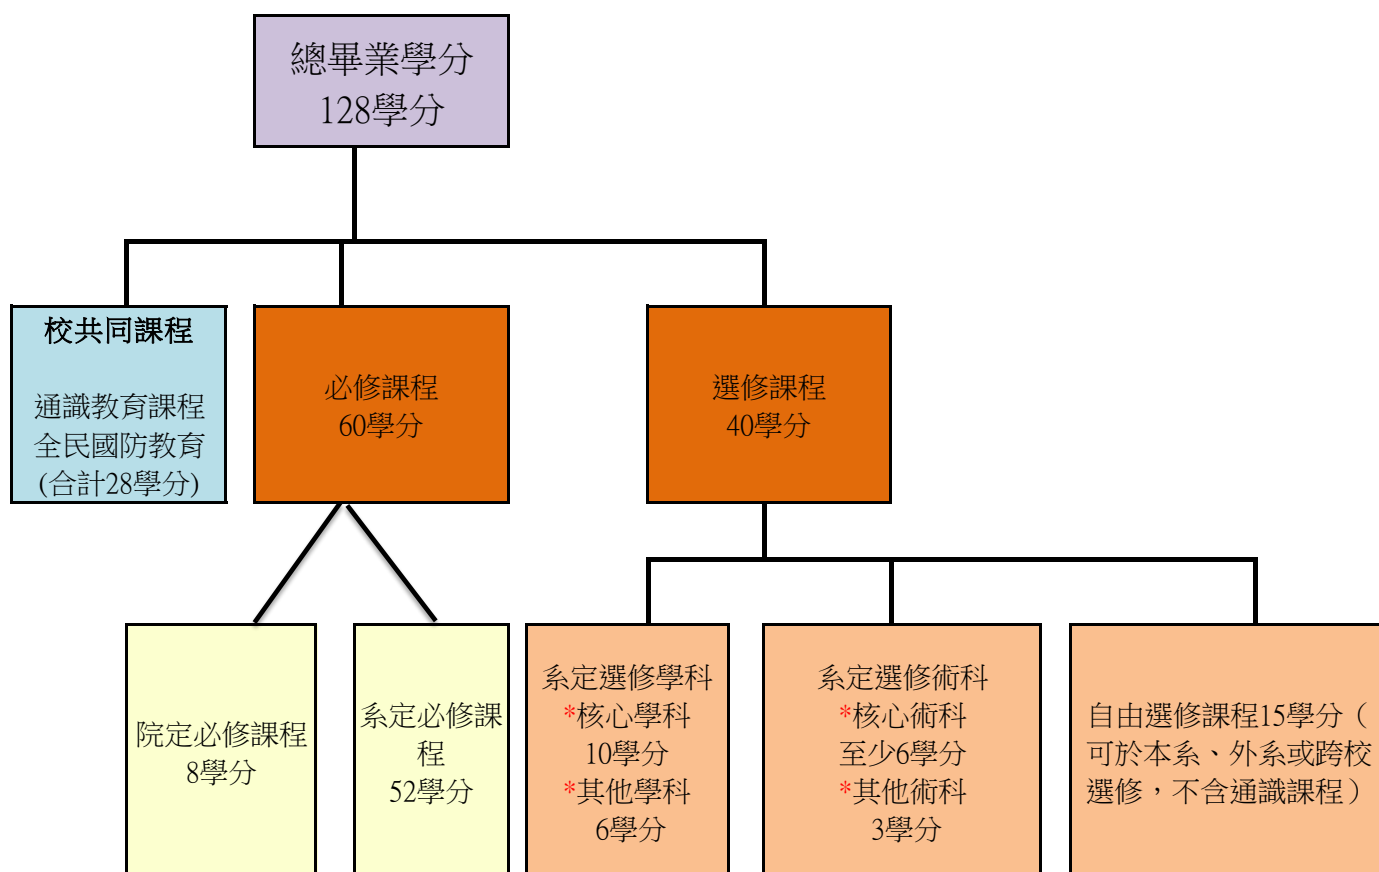 總畢業學分
128學分
校共同課程
通識教育課程
全民國防教育
(合計28學分)
必修課程
60學分
選修課程
40學分
院定必修課程
8學分
系定必修課
程
52學分
系定選修學科
*核心學科
10學分
*其他學科
6學分
系定選修術科
*核心術科
至少6學分
*其他術科
3學分
自由選修課程15學分（
可於本系、外系或跨校
選修，不含通識課程）